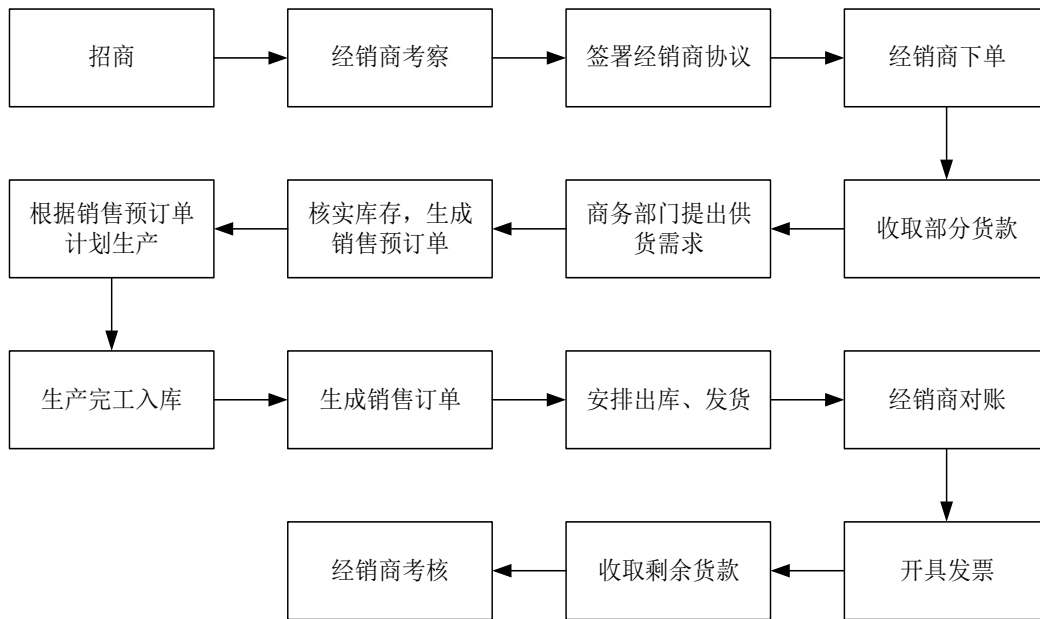 招商
经销商考察
签署经销商协议
经销商下单
收取部分货款
商务部门提出供
货需求
核实库存，生成
销售预订单
根据销售预订单
计划生产
生产完工入库
生成销售订单
安排出库、发货
经销商对账
开具发票
收取剩余货款
经销商考核